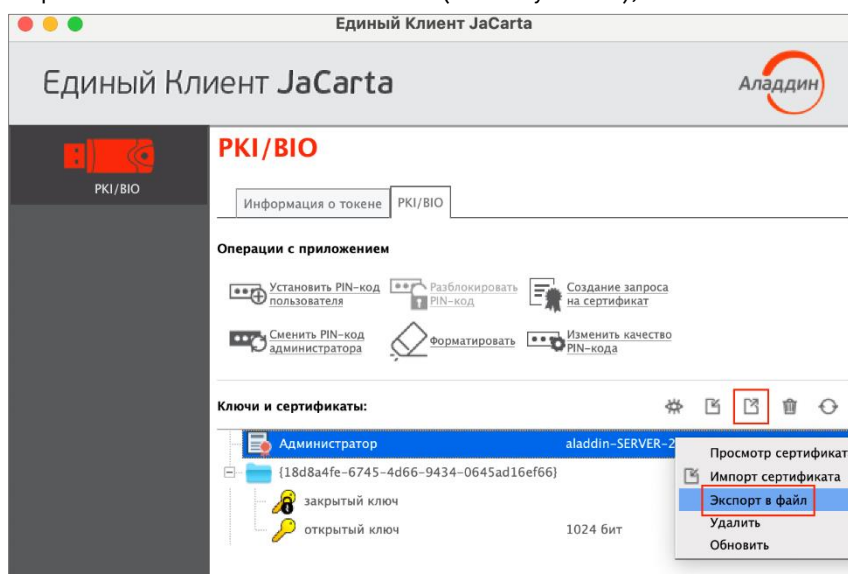 Единый Клиент JaCarta
Единый Клиент JaCarta
Аладдин
PKI/BIO
PKI/BIO
Информация о токене
PKI/BIO
Операции с приложением
Установить PIN-код пользователя
Разблокировать PIN-код
Создание запроса на сертификат
Сменить PIN-код администратора
Форматировать
Изменить качество PIN-кода
Ключи и сертификаты:
Администратор
aladdin-SERVER-2
{18d8a4fe-6745-4d66-9434-0645ad16ef66}
закрытый ключ
открытый ключ
1024 бит
Просмотр сертификат
Импорт сертификата
Экспорт в файл
Удалить
Обновить